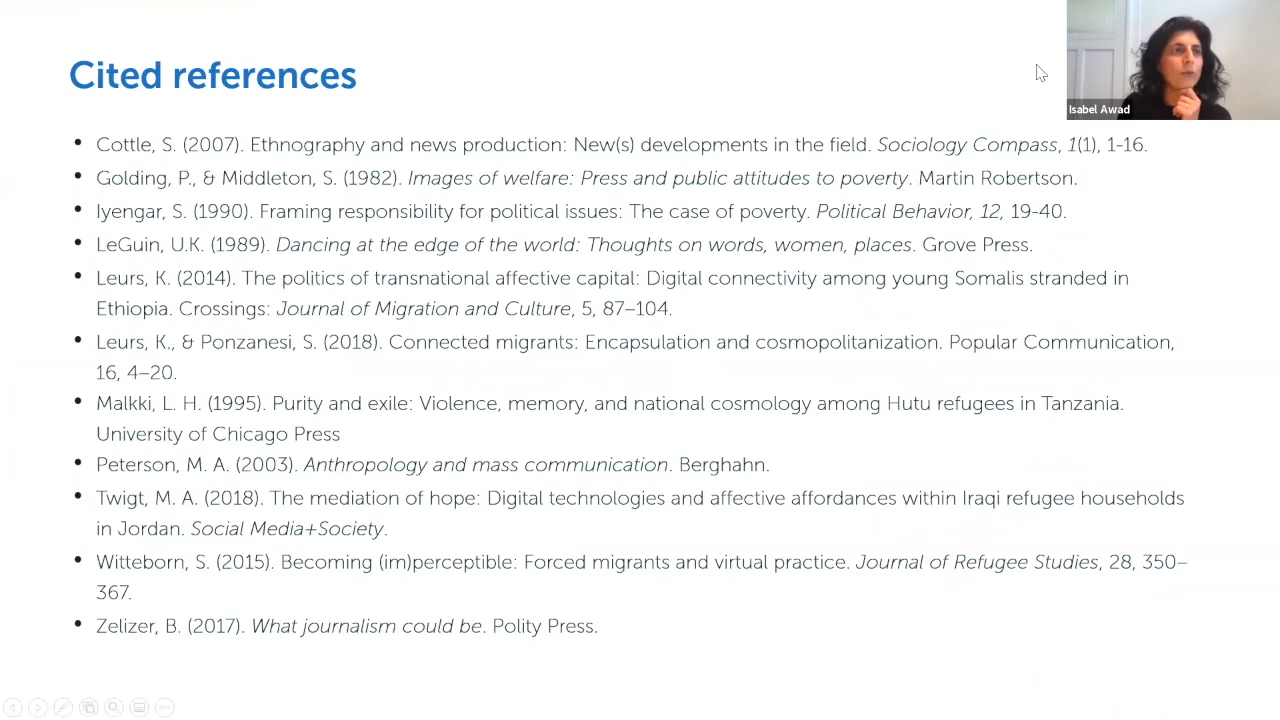 Cited references
Isabel Awad
• Cottle, S. (2007). Ethnography and news production: New(s) developments in the field. Sociology Compass, 1(1), 1-16.
• Golding, P., & Middleton, S. (1982). Images of welfare: Press and public attitudes to poverty. Martin Robertson.
• Iyengar, S. (1990). Framing responsibility for political issues: The case of poverty. Political Behavior, 12, 19-40.
• LeGuin, U.K. (1989). Dancing at the edge of the world: Thoughts on words, women, places. Grove Press.
• Leurs, K. (2014). The politics of transnational affective capital: Digital connectivity among young Somalis stranded in
Ethiopia. Crossings: Journal of Migration and Culture, 5, 87–104.
• Leurs, K., & Ponzanesi, S. (2018). Connected migrants: Encapsulation and cosmopolitanization. Popular Communication,
16, 4–20.
• Malkki, L. H. (1995). Purity and exile: Violence, memory, and national cosmology among Hutu refugees in Tanzania.
University of Chicago Press
• Peterson, M. A. (2003). Anthropology and mass communication. Berghahn.
• Twigt, M. A. (2018). The mediation of hope: Digital technologies and affective affordances within Iraqi refugee households
in Jordan. Social Media+Society.
• Witteborn, S. (2015). Becoming (im)perceptible: Forced migrants and virtual practice. Journal of Refugee Studies, 28, 350–
367.
• Zelizer, B. (2017). What journalism could be. Polity Press.